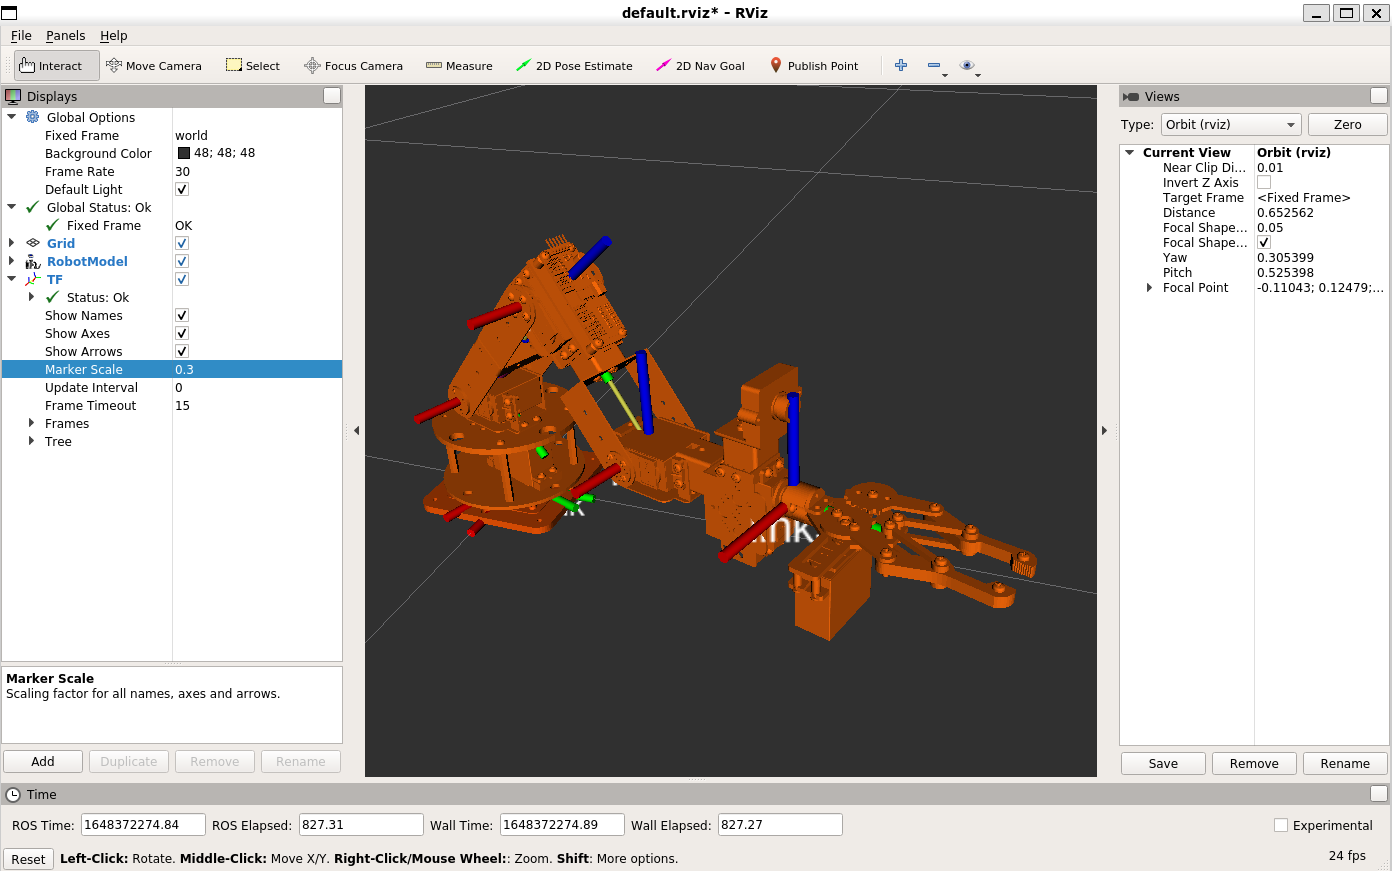 default.rviz* - RViz
File Panels Help
Interact Move Camera Select Focus Camera Measure 2D Pose Estimate 2D Nav Goal Publish Point
Displays
Global Options
Fixed Frame world
Background Color 48; 48; 48
Frame Rate 30
Default Light
Global Status: Ok
Fixed Frame OK
Grid
RobotModel
TF
Status: Ok
Show Names
Show Axes
Show Arrows
Marker Scale 0.3
Update Interval 0
Frame Timeout 15
Frames
Tree
Marker Scale
Scaling factor for all names, axes and arrows.
Add Duplicate Remove Rename
Views
Type: Orbit (rviz) Zero
Current View Orbit (rviz)
Near Clip Di... 0.01
Invert Z Axis
Target Frame <Fixed Frame>
Distance 0.652562
Focal Shape... 0.05
Focal Shape...
Yaw 0.305399
Pitch 0.525398
Focal Point -0.11043; 0.12479;...
Save Remove Rename
Time
ROS Time: 1648372274.84 ROS Elapsed: 827.31 Wall Time: 1648372274.89 Wall Elapsed: 827.27 Experimental
Reset Left-Click: Rotate. Middle-Click: Move X/Y. Right-Click/Mouse Wheel:: Zoom. Shift: More options. 24 fps